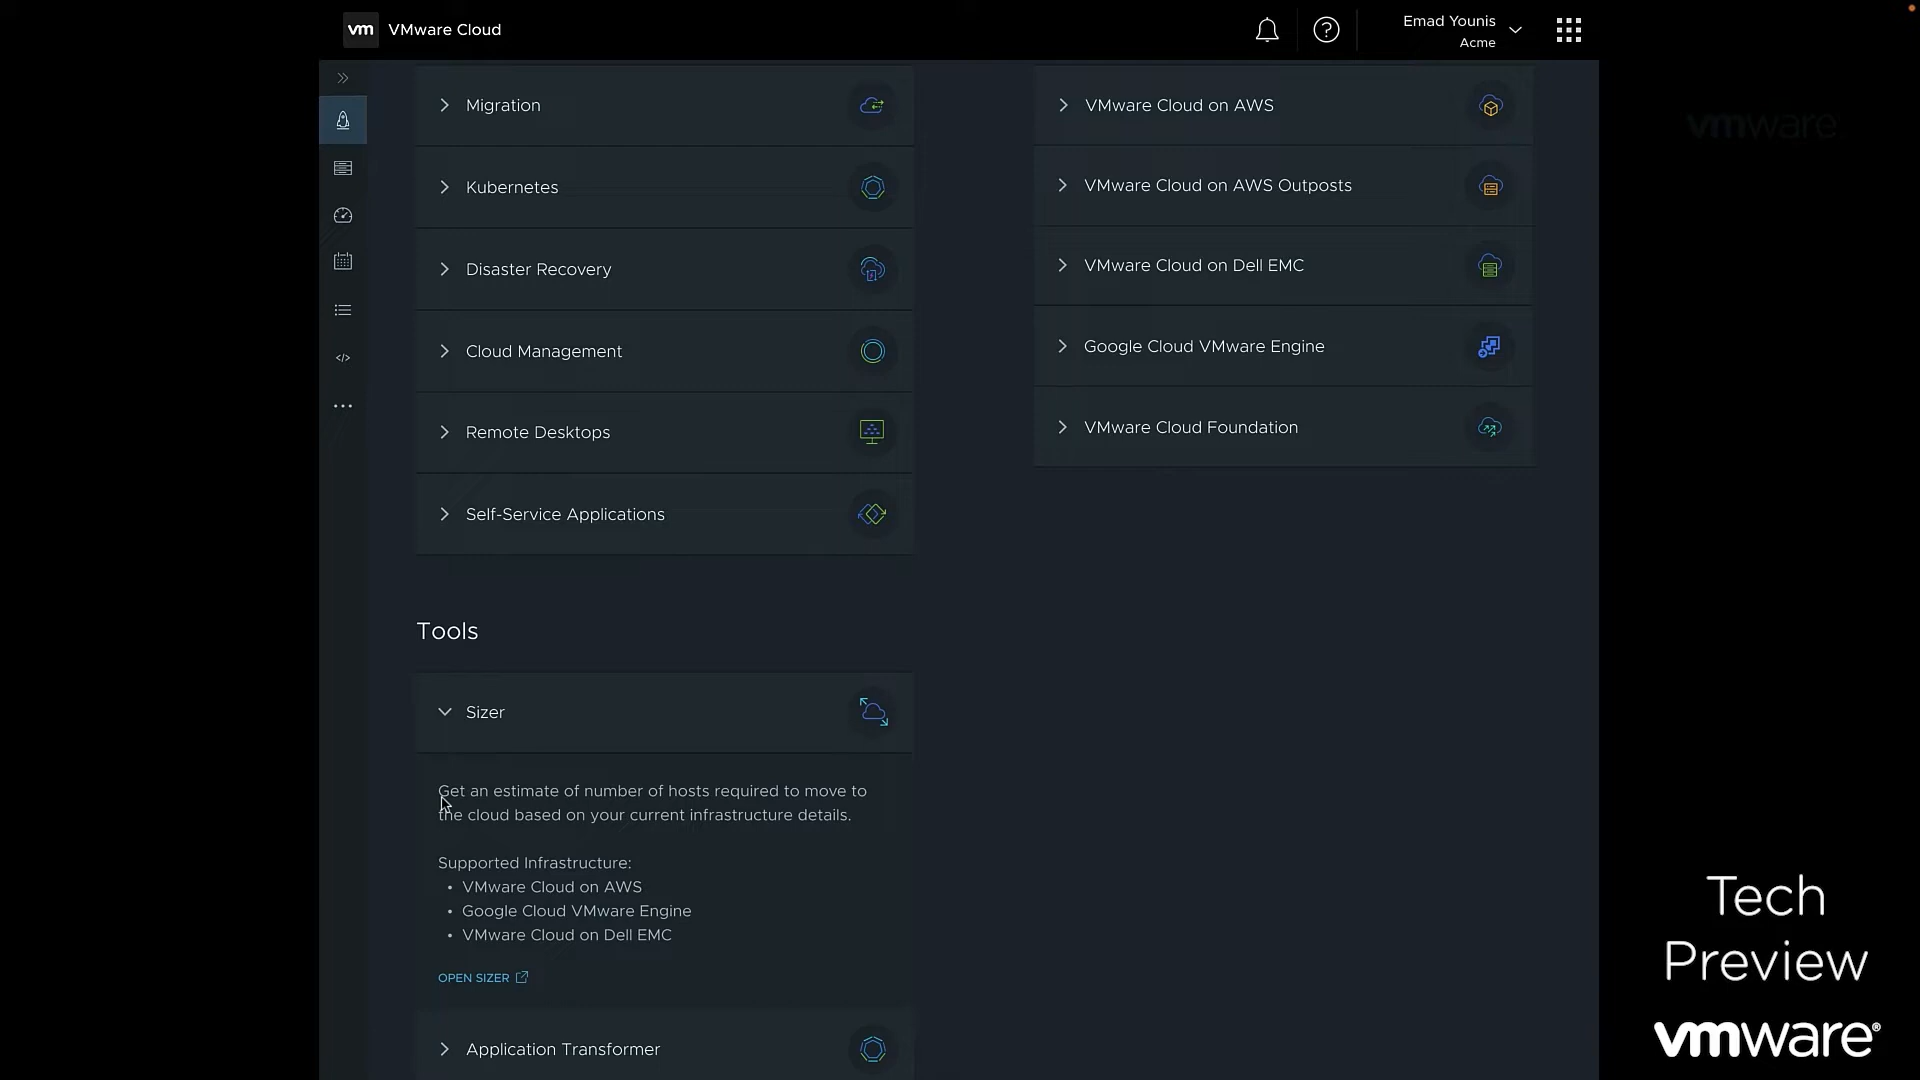 vm VMware Cloud
Emad Younis
Acme
Migration
Kubernetes
Disaster Recovery
Cloud Management
Remote Desktops
Self-Service Applications
VMware Cloud on AWS
VMware Cloud on AWS Outposts
VMware Cloud on Dell EMC
Google Cloud VMware Engine
VMware Cloud Foundation
Tools
Sizer
Get an estimate of number of hosts required to move to
the cloud based on your current infrastructure details.
Supported Infrastructure:
• VMware Cloud on AWS
• Google Cloud VMware Engine
• VMware Cloud on Dell EMC
OPEN SIZER
Application Transformer
vmware
Tech
Preview
vmware®